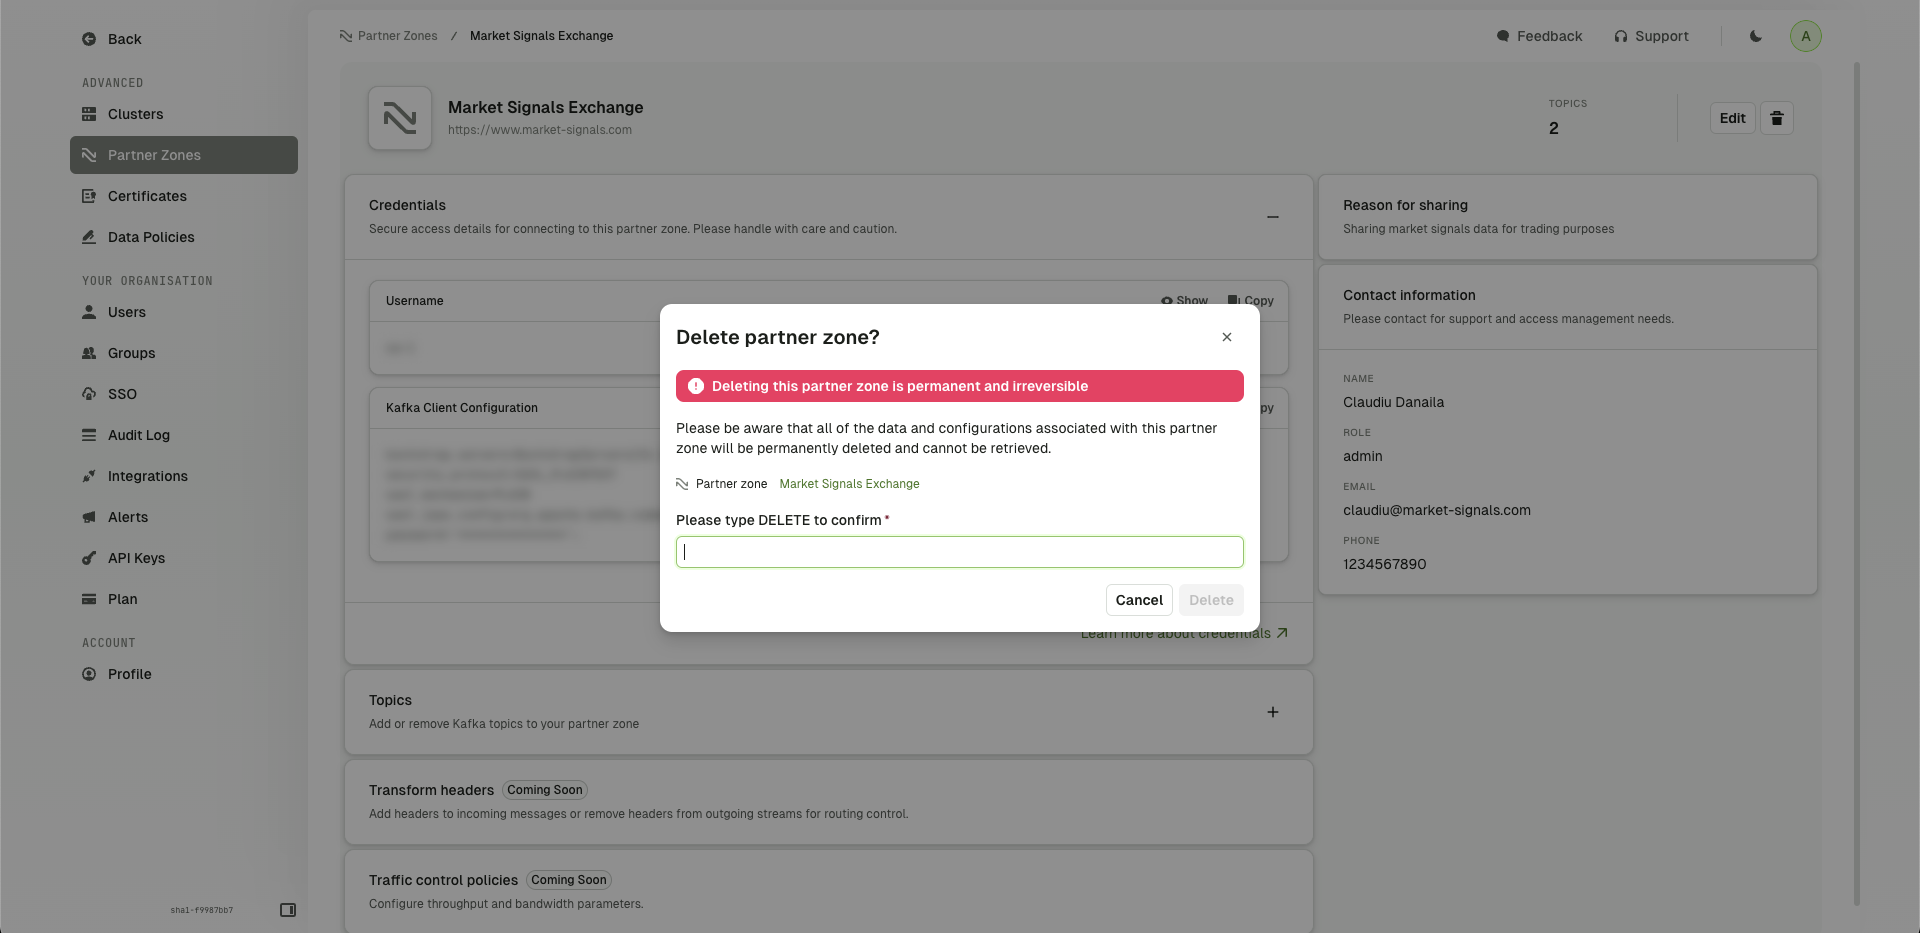 Back
ADVANCED
Clusters
Partner Zones
Certificates
Data Policies
YOUR ORGANISATION
Users
Groups
SSO
Audit Log
Integrations
Alerts
API Keys
Plan
ACCOUNT
Profile
sha1-f9987bb7
Partner Zones / Market Signals Exchange
Feedback
Support
A
Market Signals Exchange
https://www.market-signals.com
TOPICS
2
Edit
Credentials
Secure access details for connecting to this partner zone. Please handle with care and caution.
Username
Show
Copy
Kafka Client Configuration
py
Learn more about credentials
Topics
Add or remove Kafka topics to your partner zone
Transform headers Coming Soon
Add headers to incoming messages or remove headers from outgoing streams for routing control.
Traffic control policies Coming Soon
Configure throughput and bandwidth parameters.
Reason for sharing
Sharing market signals data for trading purposes
Contact information
Please contact for support and access management needs.
NAME
Claudiu Danaila
ROLE
admin
EMAIL
claudiu@market-signals.com
PHONE
1234567890
Delete partner zone?
Deleting this partner zone is permanent and irreversible
Please be aware that all of the data and configurations associated with this partner
zone will be permanently deleted and cannot be retrieved.
Partner zone Market Signals Exchange
Please type DELETE to confirm *
Cancel
Delete